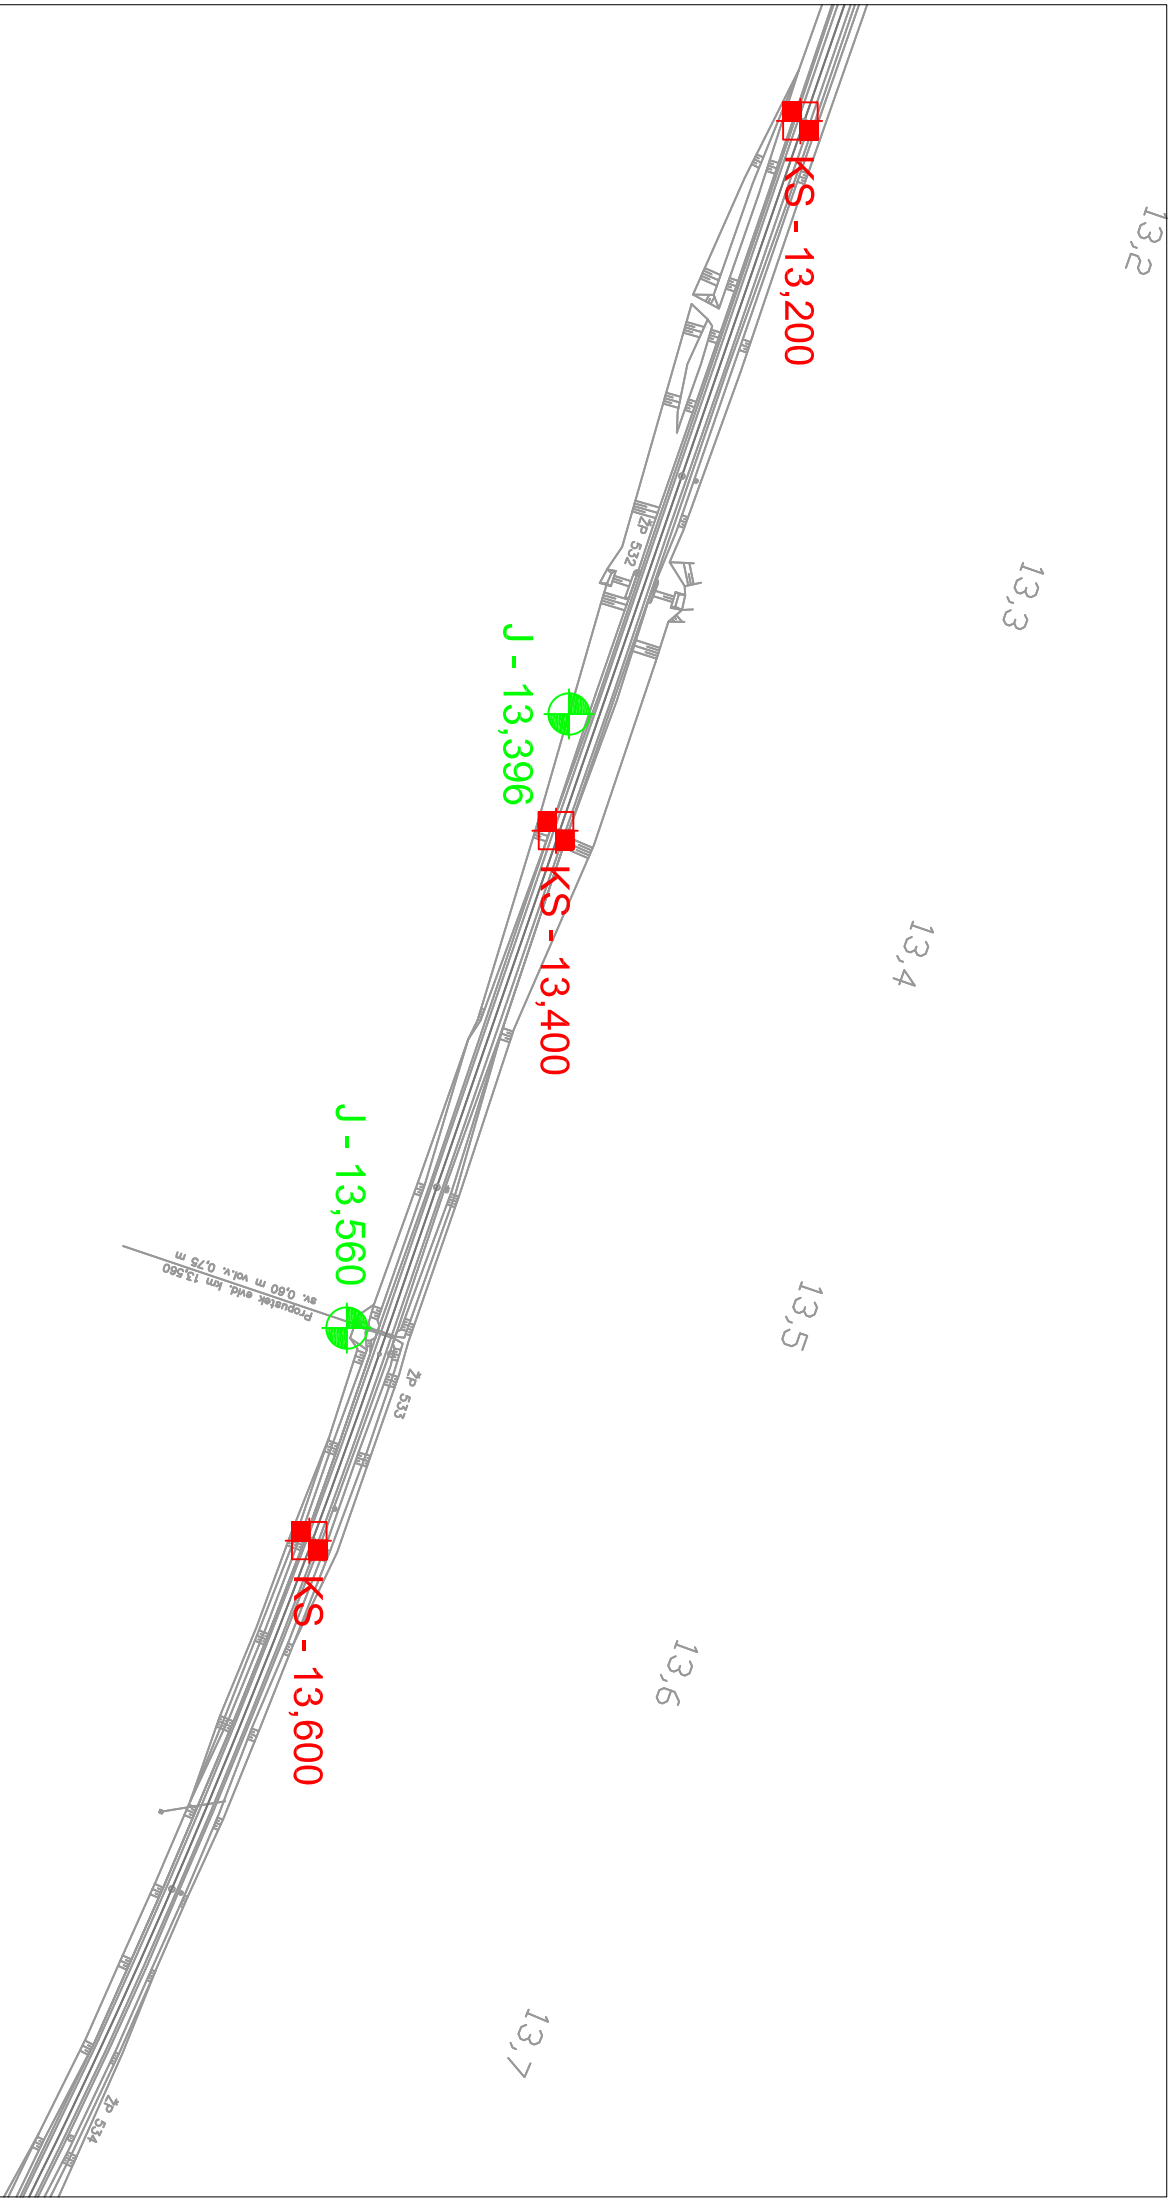 13,2
KS - 13,200
13,3
ŽP 532
J - 13,396
KS - 13,400
13,4
J - 13,560
13,5
Propustek evid. km 13,560
sv. 0,60 m vol.v. 0,75 m
ŽP 533
KS - 13,600
13,6
13,7
ŽP 534